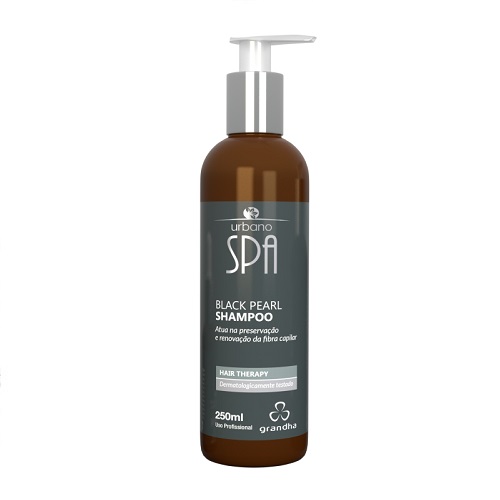 urbano
SPA
BLACK PEARL
SHAMPOO
Atua na preservação
e renovação da fibra capilar
HAIR THERAPY
Dermatologicamente testado
250ml
Uso Profissional
grandha